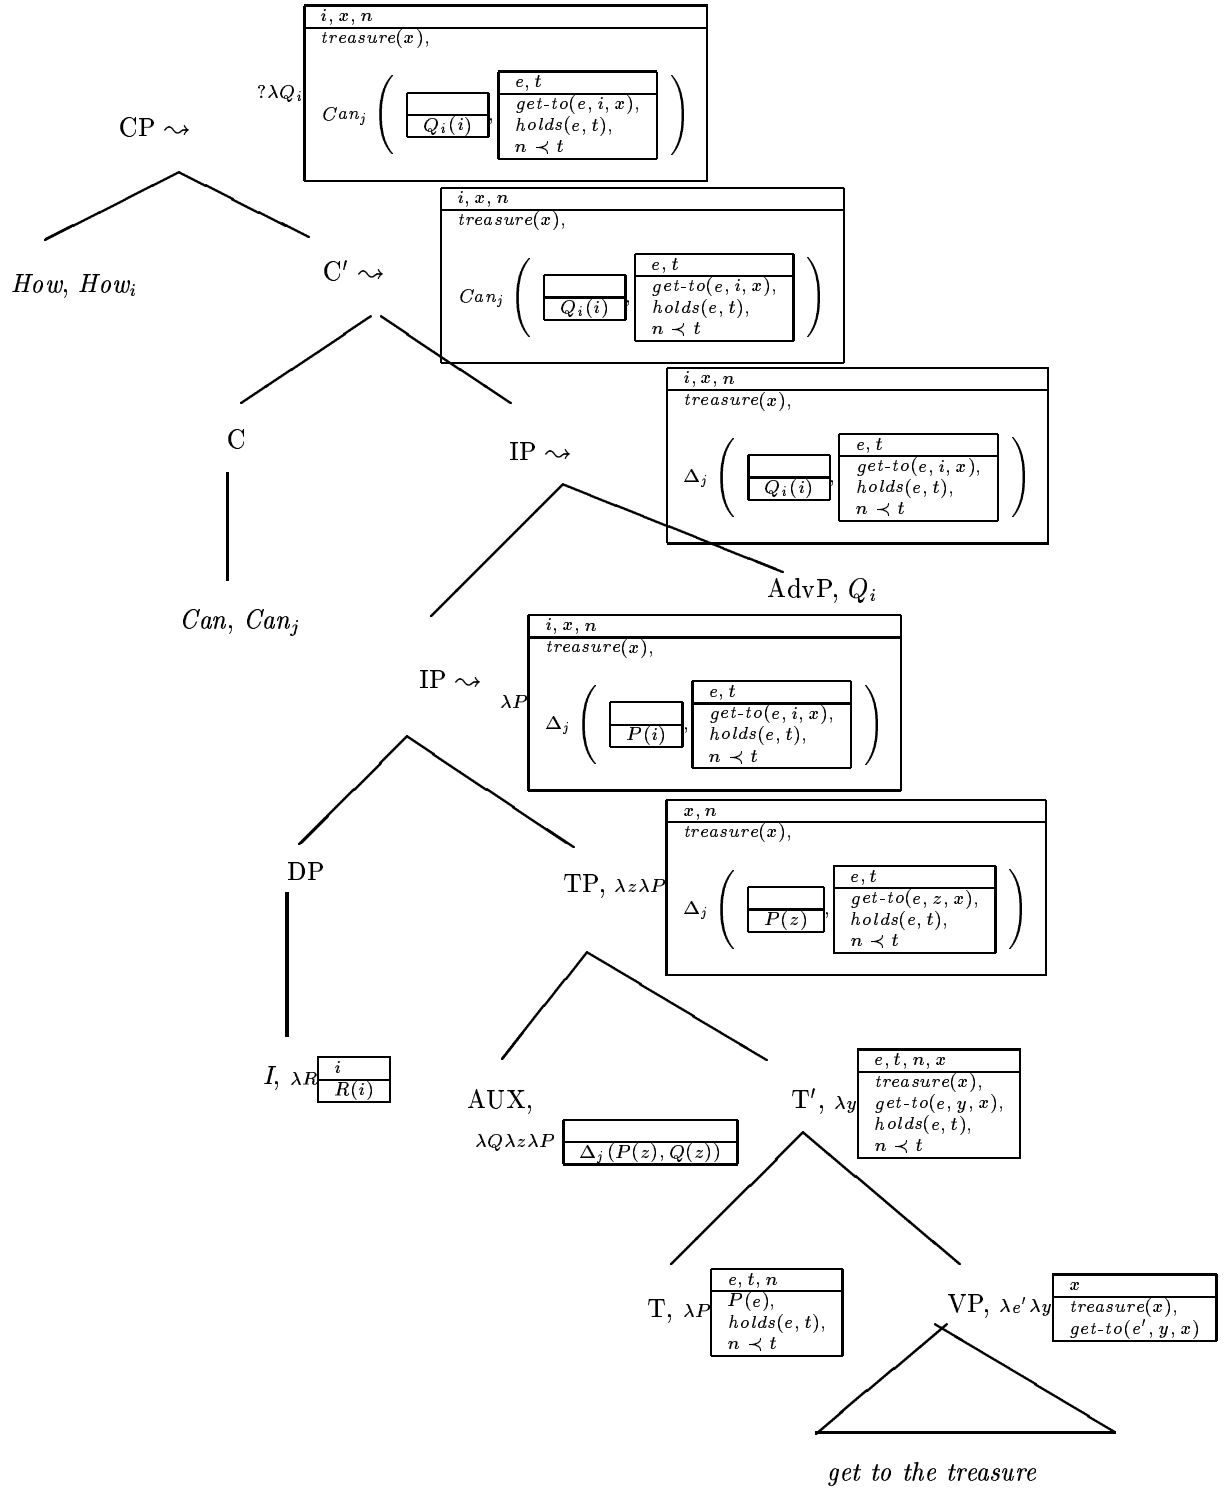 i, x, n
treasure(x),
CP ⇝ ?λQ_i Can_j ( Q_i(i) , e, t
get-to(e, i, x),
holds(e, t),
n ≺ t )
How, How_i
i, x, n
treasure(x),
C′ ⇝ Can_j ( Q_i(i) , e, t
get-to(e, i, x),
holds(e, t),
n ≺ t )
C
Can, Can_j
i, x, n
treasure(x),
IP ⇝ Δ_j ( Q_i(i) , e, t
get-to(e, i, x),
holds(e, t),
n ≺ t )
AdvP, Q_i
i, x, n
treasure(x),
IP ⇝ λP Δ_j ( P(i) , e, t
get-to(e, i, x),
holds(e, t),
n ≺ t )
DP
I, λR i
R(i)
x, n
treasure(x),
TP, λzλP Δ_j ( P(z) , e, t
get-to(e, z, x),
holds(e, t),
n ≺ t )
AUX,
λQλzλP Δ_j(P(z), Q(z))
T′, λy e, t, n, x
treasure(x),
get-to(e, y, x),
holds(e, t),
n ≺ t
T, λP e, t, n
P(e),
holds(e, t),
n ≺ t
VP, λe′λy x
treasure(x),
get-to(e′, y, x)
get to the treasure